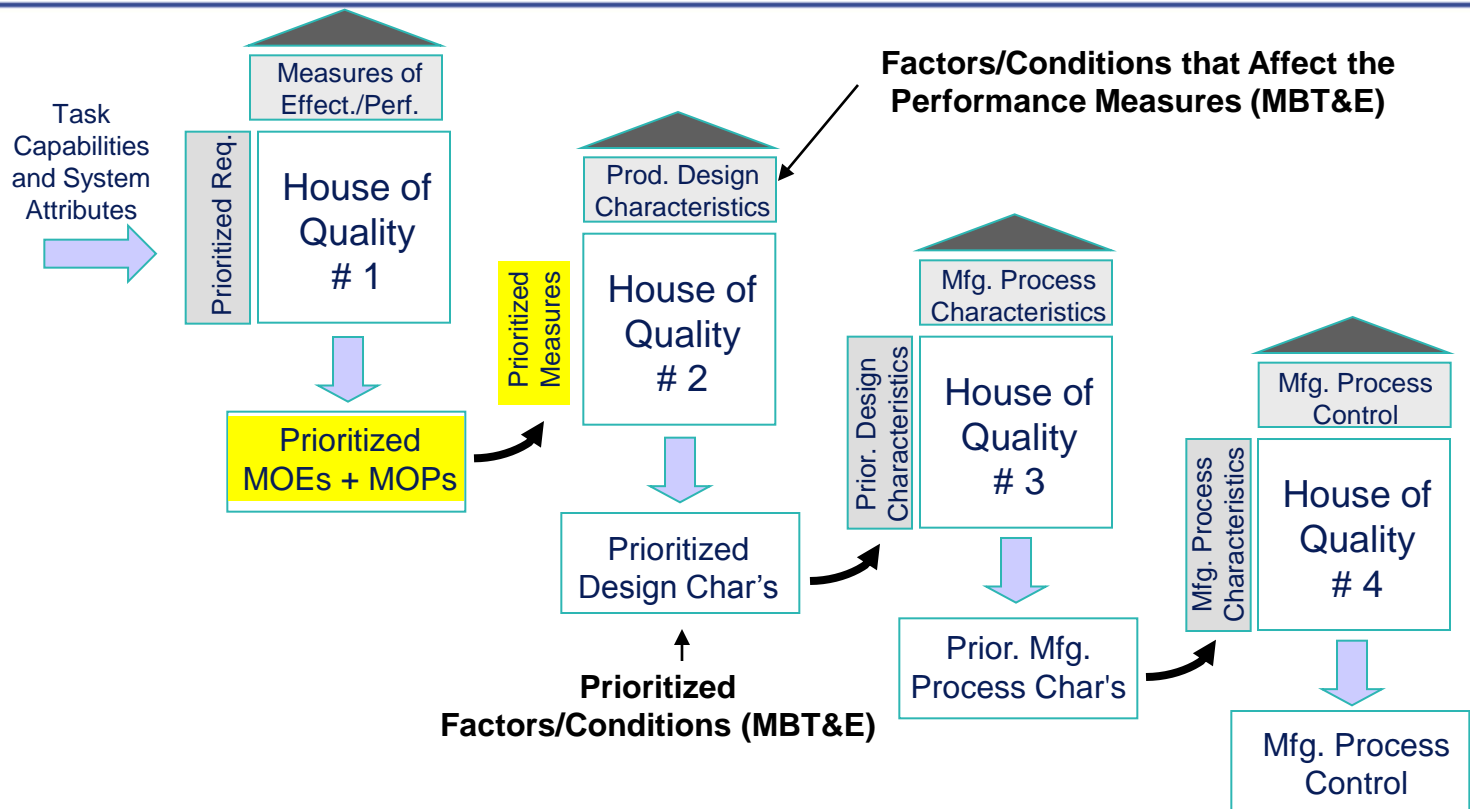 Task
Capabilities
and System
Attributes
Measures of
Effect./Perf.
Prioritized Req.
House of
Quality
# 1
Prioritized
MOEs + MOPs
Factors/Conditions that Affect the
Performance Measures (MBT&E)
Prod. Design
Characteristics
Prioritized
Measures
House of
Quality
# 2
Prioritized
Design Char’s
Prioritized
Factors/Conditions (MBT&E)
Mfg. Process
Characteristics
Prior. Design
Characteristics
House of
Quality
# 3
Prior. Mfg.
Process Char's
Mfg. Process
Control
Mfg. Process
Characteristics
House of
Quality
# 4
Mfg. Process
Control